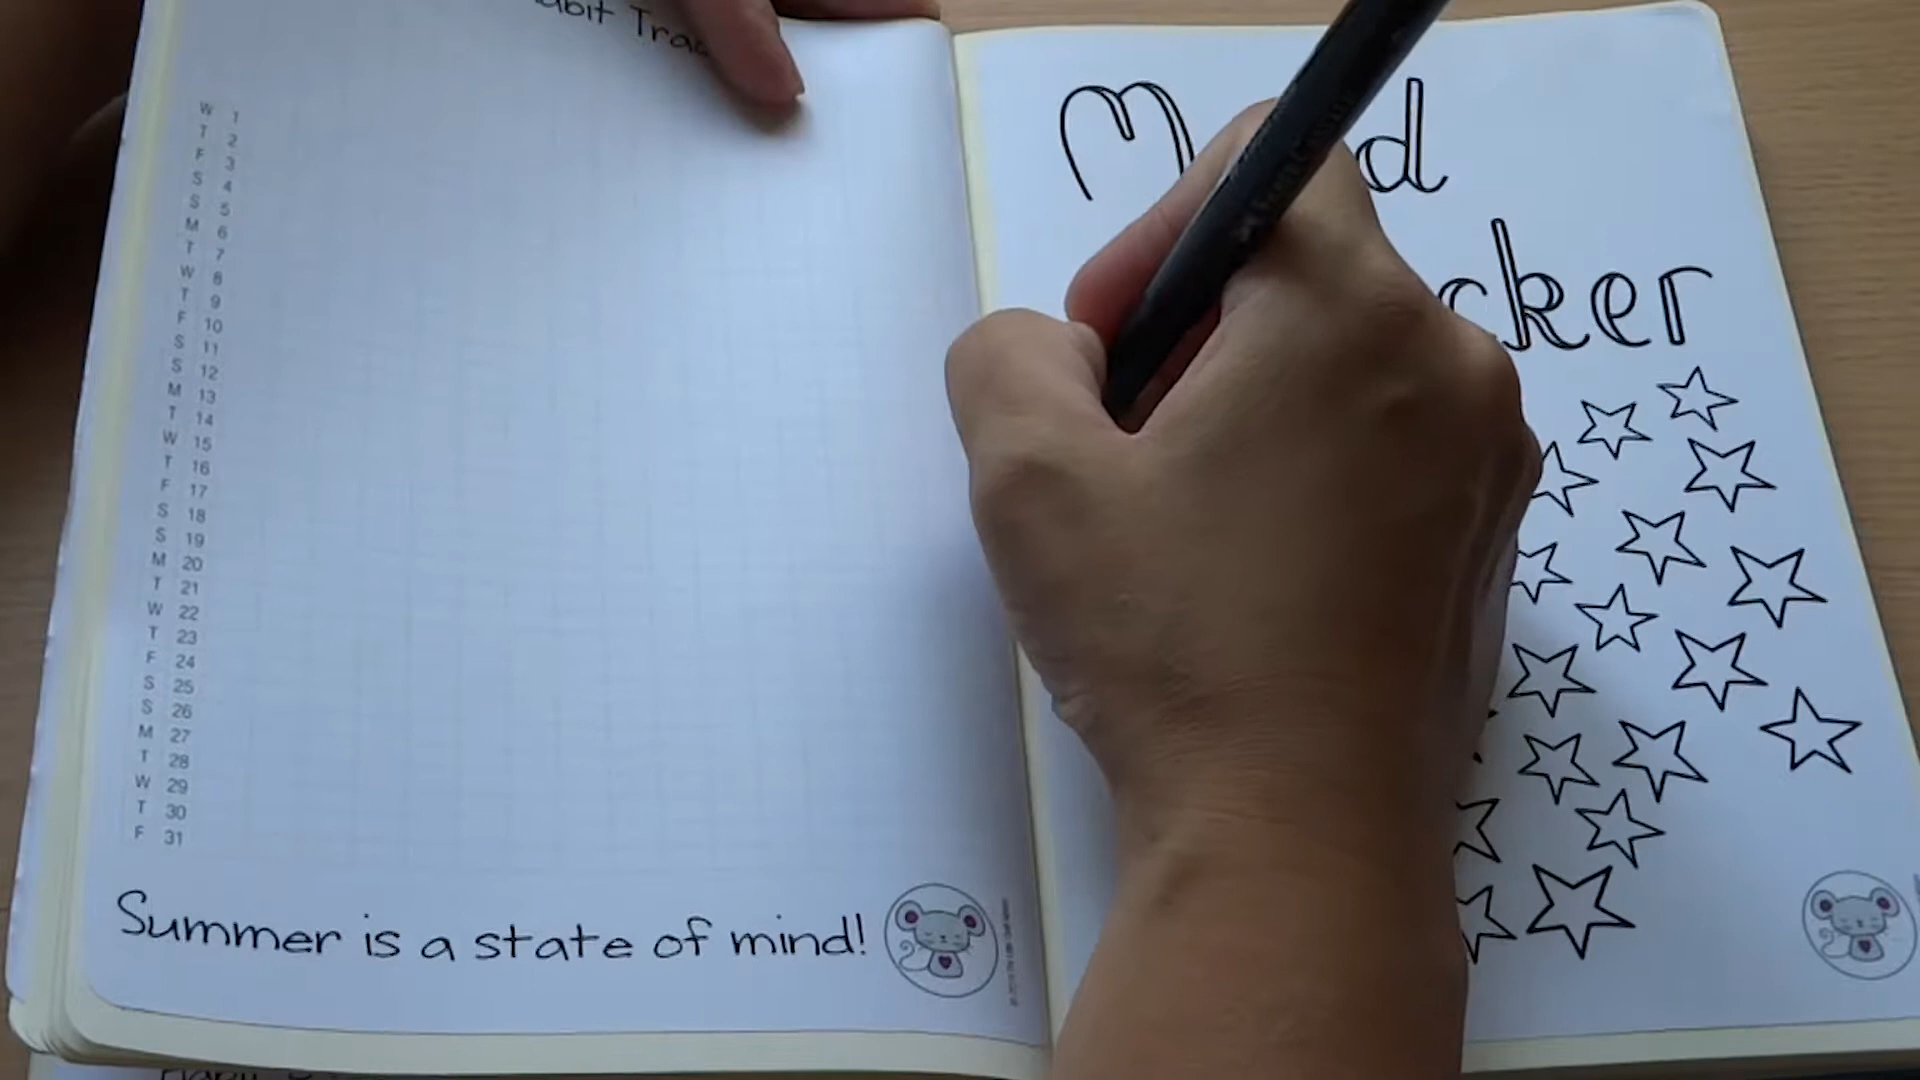 W 1
T 2
F 3
S 4
S 5
M 6
T 7
W 8
T 9
F 10
S 11
S 12
M 13
T 14
W 15
T 16
F 17
S 18
S 19
M 20
T 21
W 22
T 23
F 24
S 25
S 26
M 27
T 28
W 29
T 30
F 31
Summer is a state of mind!
M d
cker
Habit